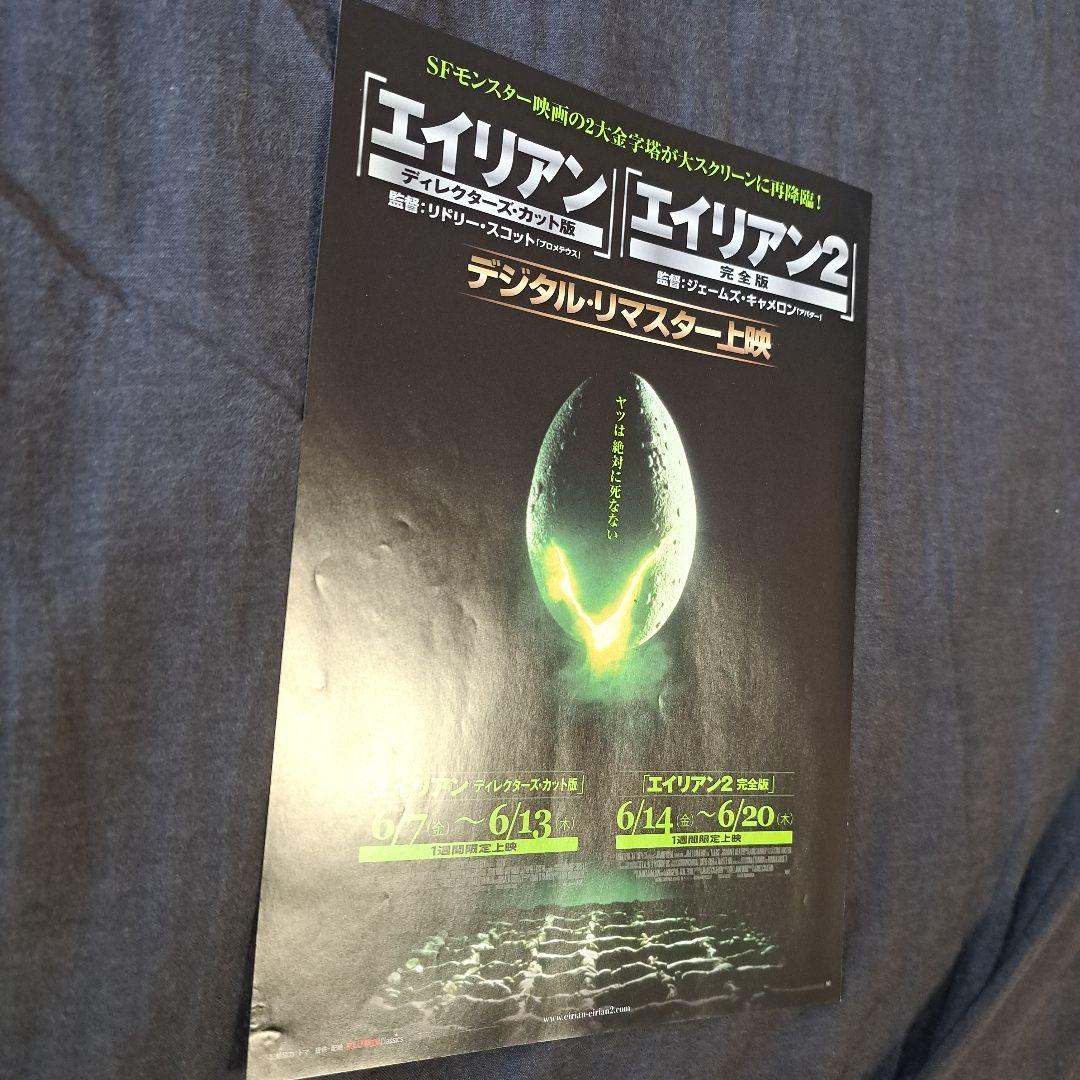 SFモンスター映画の2大金字塔が大スクリーンに再降臨！
「エイリアン
ディレクターズ・カット版」
監督：リドリー・スコット「プロメテウス」
「エイリアン2
完全版」
監督：ジェームズ・キャメロン「アバター」
デジタル・リマスター上映
ヤツは絶対に死なない
「エイリアン ディレクターズ・カット版」
6/7（金）〜6/13（木）
1週間限定上映
「エイリアン2 完全版」
6/14（金）〜6/20（木）
1週間限定上映
www.eirian-eirian2.com
Classics